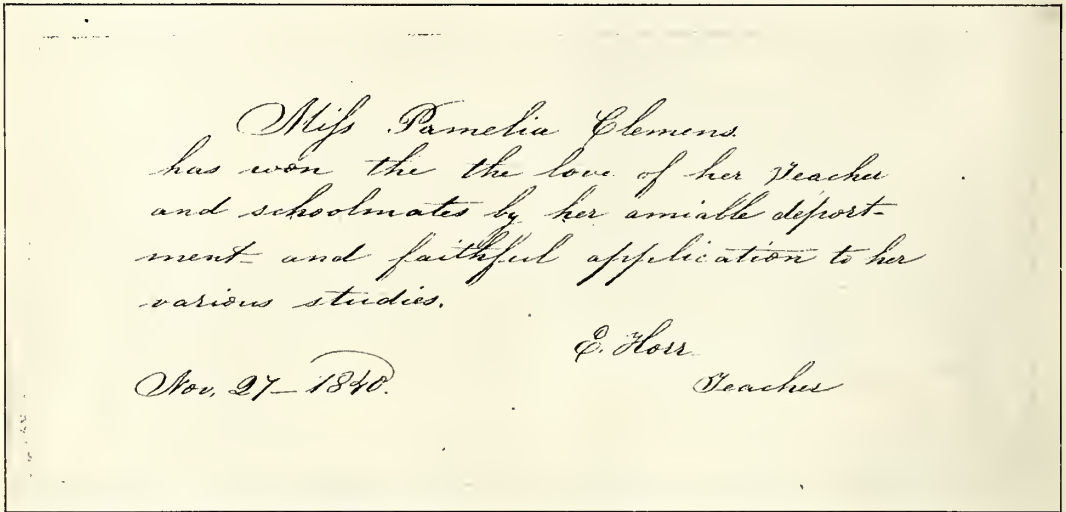 Miſs Pamelia Clemens
has won the the love of her Teacher
and schoolmates by her amiable deport-
ment and faithful application to her
various studies.
E. Horr
Teacher
Nov. 27 – 1840.